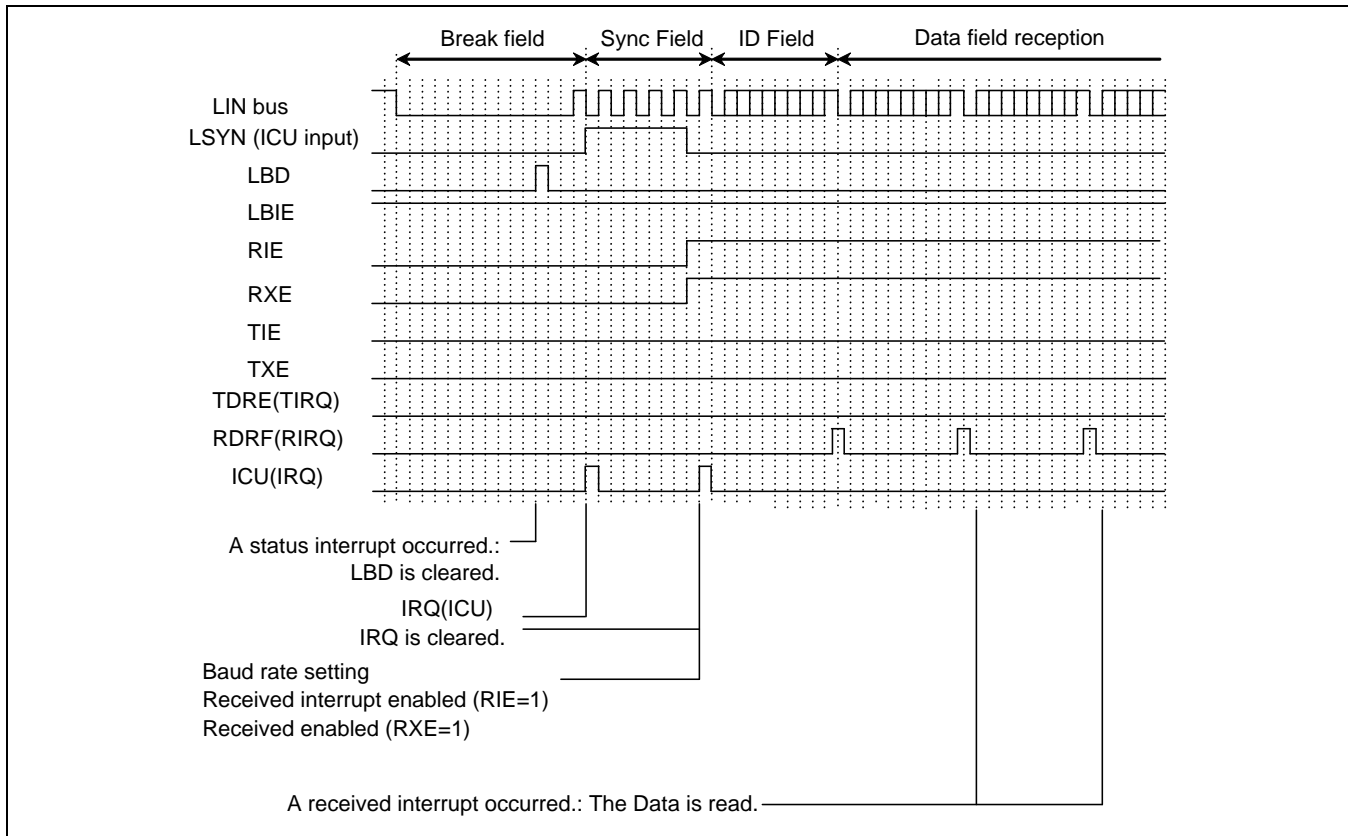 Break field Sync Field ID Field Data field reception
LIN bus
LSYN (ICU input)
LBD
LBIE
RIE
RXE
TIE
TXE
TDRE(TIRQ)
RDRF(RIRQ)
ICU(IRQ)
A status interrupt occurred.:
LBD is cleared.
IRQ(ICU)
IRQ is cleared.
Baud rate setting
Received interrupt enabled (RIE=1)
Received enabled (RXE=1)
A received interrupt occurred.: The Data is read.